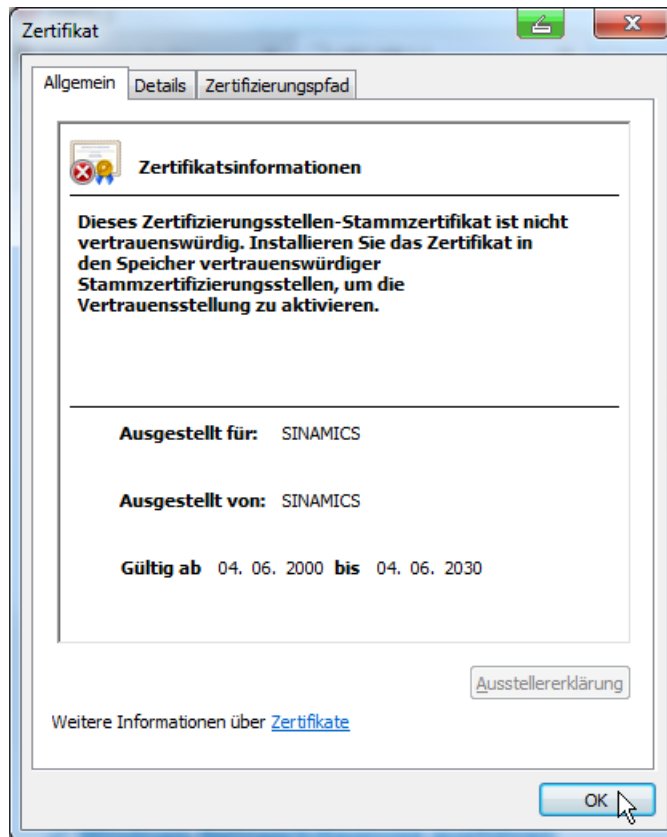 Zertifikat
Allgemein Details Zertifizierungspfad
Zertifikatsinformationen
Dieses Zertifizierungsstellen-Stammzertifikat ist nicht
vertrauenswürdig. Installieren Sie das Zertifikat in
den Speicher vertrauenswürdiger
Stammzertifizierungsstellen, um die
Vertrauensstellung zu aktivieren.
Ausgestellt für: SINAMICS
Ausgestellt von: SINAMICS
Gültig ab 04. 06. 2000 bis 04. 06. 2030
Ausstellererklärung
Weitere Informationen über Zertifikate
OK